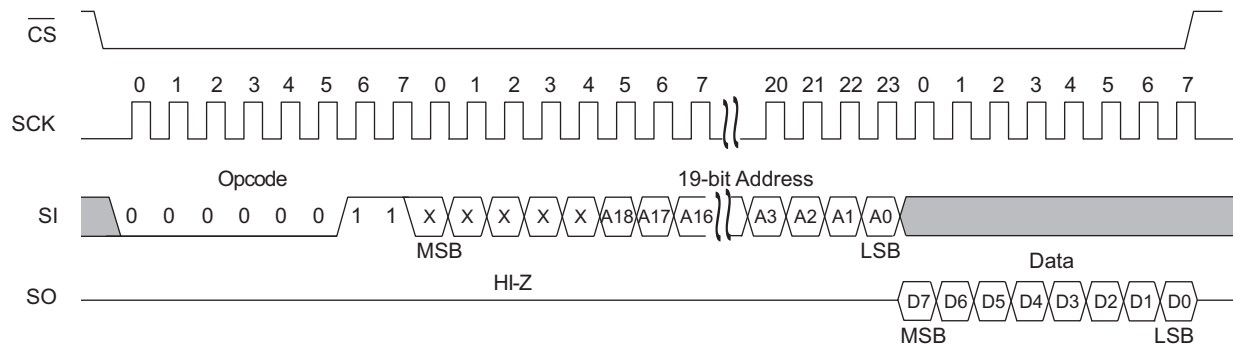 CS
0 1 2 3 4 5 6 7 0 1 2 3 4 5 6 7 20 21 22 23 0 1 2 3 4 5 6 7
SCK
Opcode 19-bit Address
SI 0 0 0 0 0 0 1 1 X X X X X A18 A17 A16 A3 A2 A1 A0
MSB LSB Data
HI-Z
SO D7 D6 D5 D4 D3 D2 D1 D0
MSB LSB